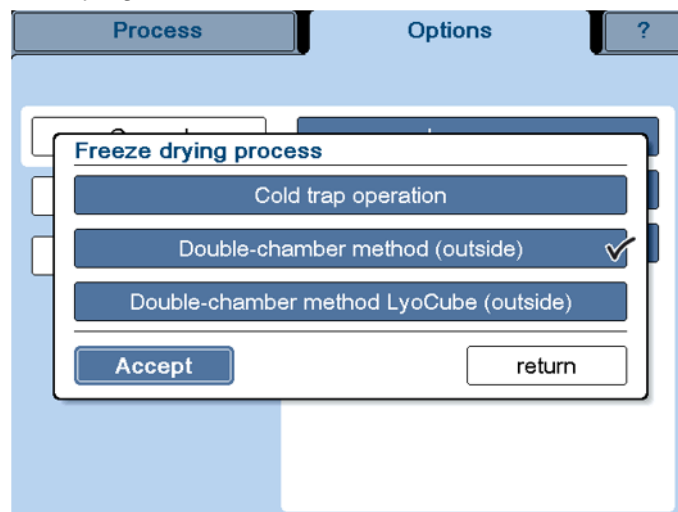 Process
Options
?
Freeze drying process
Cold trap operation
Double-chamber method (outside)
Double-chamber method LyoCube (outside)
Accept
return